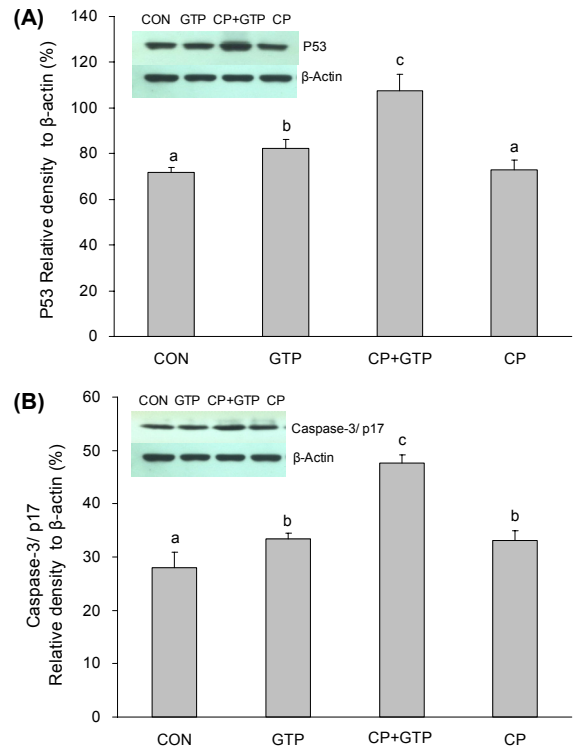 (A)
CON GTP CP+GTP CP
P53
β-Actin
P53 Relative density to β-actin (%)
140
120
100
80
60
40
20
0
a
b
c
a
CON GTP CP+GTP CP
(B)
CON GTP CP+GTP CP
Caspase-3/ p17
β-Actin
Caspase-3/ p17
Relative density to β-actin (%)
60
50
40
30
20
10
0
a
b
c
b
CON GTP CP+GTP CP